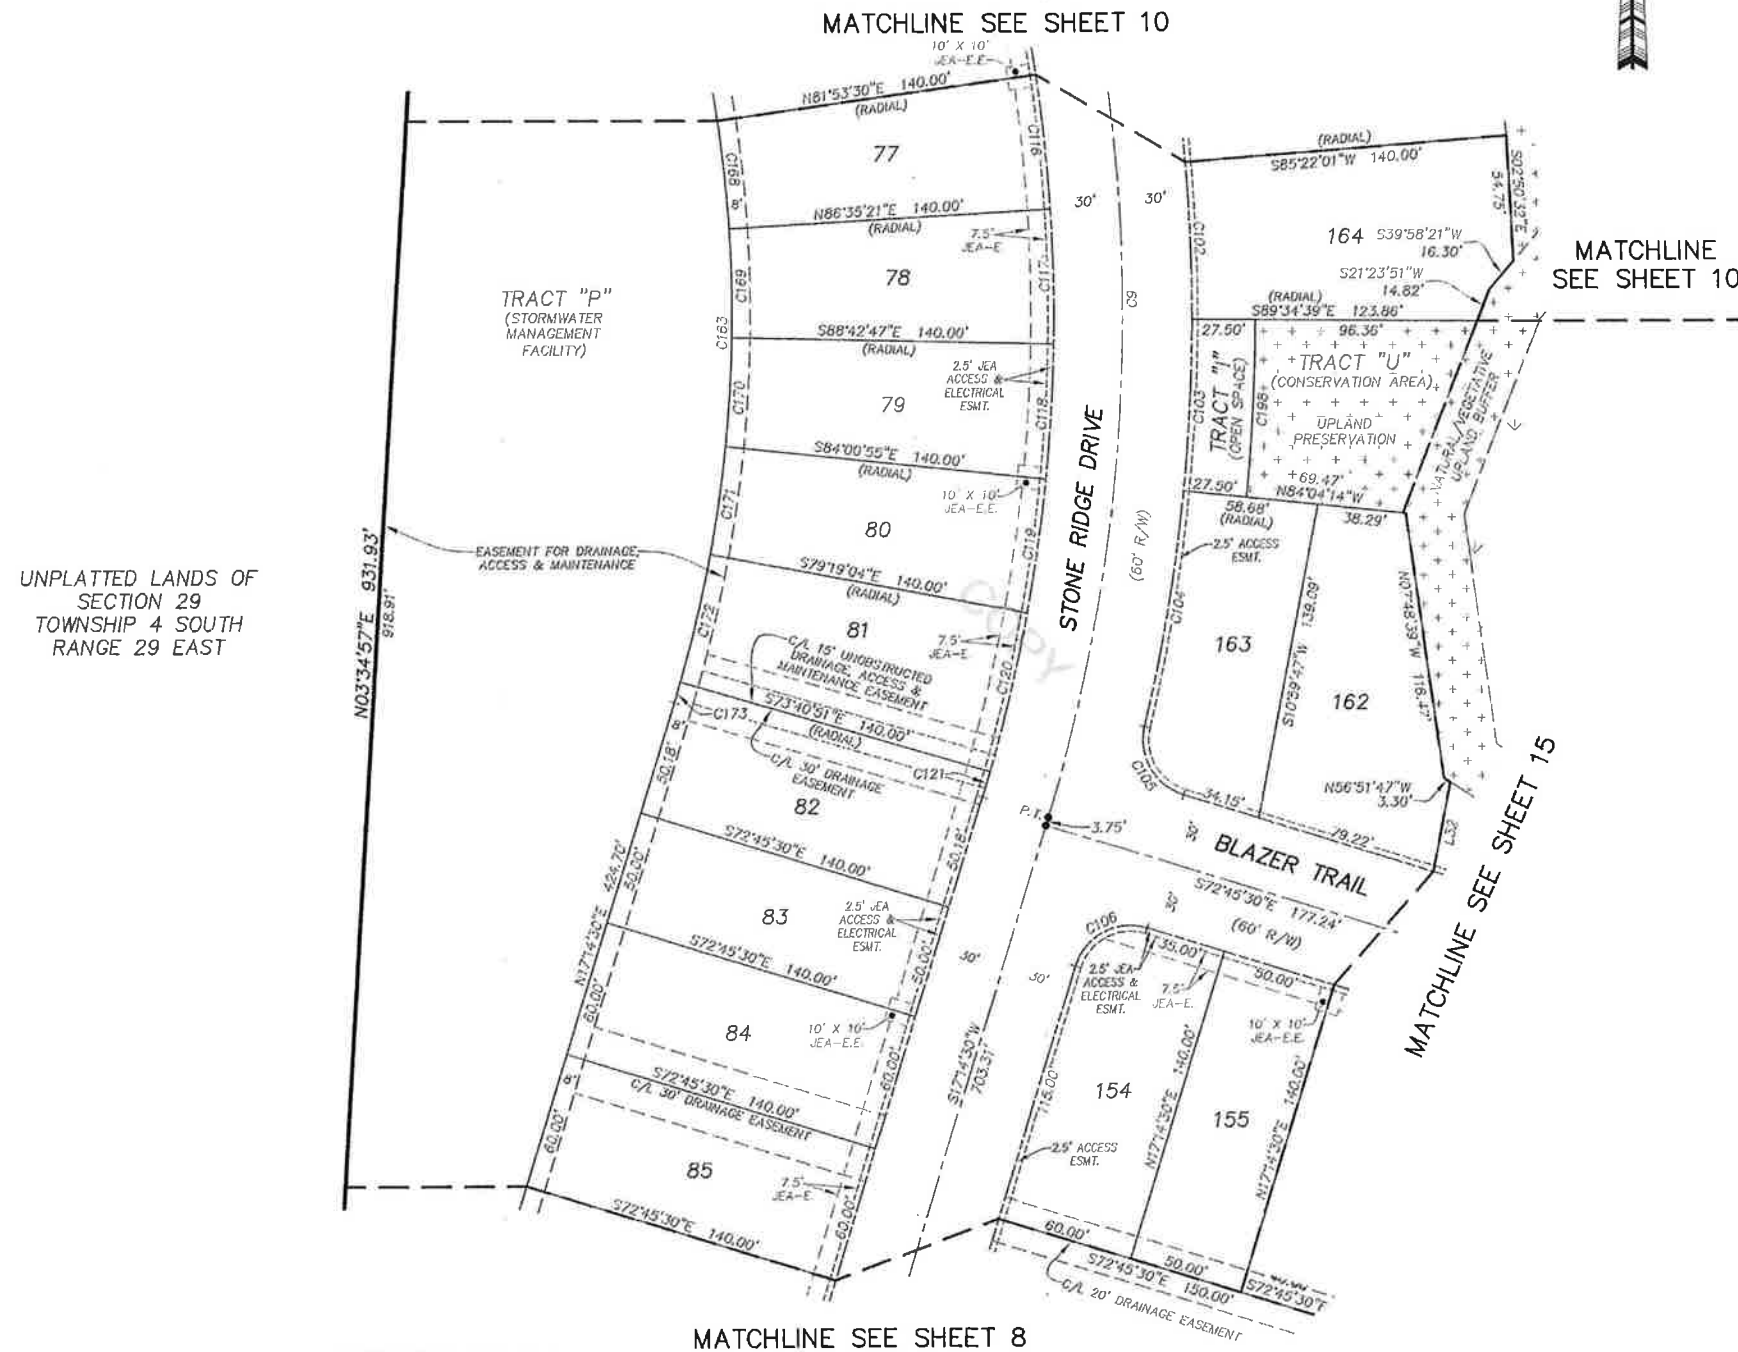 MATCHLINE SEE SHEET 10
10' X 10'
JEA-E.E.
N81°53'30"E 140.00'
(RADIAL)
C116
77
C168
8'
N86°35'21"E 140.00'
(RADIAL)
7.5'
JEA-E
30'
30'
(RADIAL)
S85°22'01"W 140.00'
S02°50'32"E
54.75'
164
S39°58'21"W
16.30'
S21°23'51"W
14.82'
C102
MATCHLINE
SEE SHEET 10
TRACT "P"
(STORMWATER
MANAGEMENT
FACILITY)
78
C117
C169
C163
C9
S88°42'47"E 140.00'
(RADIAL)
(RADIAL)
S89°34'39"E 123.86'
27.50'
96.36'
TRACT "I"
(OPEN SPACE)
TRACT "U"
(CONSERVATION AREA)
UPLAND
PRESERVATION
NATURAL/VEGETATIVE
UPLAND BUFFER
C103
C198
2.5' JEA
ACCESS &
ELECTRICAL
ESMT.
79
C118
C170
S84°00'55"E 140.00'
(RADIAL)
STONE RIDGE DRIVE
(60' R/W)
27.50'
69.47'
N84°04'14"W
58.68'
(RADIAL)
38.29'
10' X 10'
JEA-E.E.
80
C119
C171
2.5' ACCESS
ESMT.
EASEMENT FOR DRAINAGE,
ACCESS & MAINTENANCE
S79°19'04"E 140.00'
(RADIAL)
N03°34'57"E 931.93'
918.91'
UNPLATTED LANDS OF
SECTION 29
TOWNSHIP 4 SOUTH
RANGE 29 EAST
COPY
81
C172
C120
7.5'
JEA-E
C/L 15' UNOBSTRUCTED
DRAINAGE, ACCESS &
MAINTENANCE EASEMENT
S73°40'51"E 140.00'
(RADIAL)
C173
8'
C/L 30' DRAINAGE
EASEMENT
C121
C104
163
S10°59'47"W 139.09'
162
N07°48'39"W 116.47'
C105
34.15'
N56°51'47"W
3.30'
79.22'
L32
MATCHLINE SEE SHEET 15
50.18'
82
50.18'
P.T.
3.75'
30'
BLAZER TRAIL
S72°45'30"E 177.24'
(60' R/W)
30'
S72°45'30"E 140.00'
N17°14'30"E 424.70'
50.00'
83
2.5' JEA
ACCESS &
ELECTRICAL
ESMT.
50.00'
30'
30'
C106
35.00'
50.00'
2.5' JEA
ACCESS &
ELECTRICAL
ESMT.
7.5'
JEA-E.
10' X 10'
JEA-E.E.
S72°45'30"E 140.00'
60.00'
84
10' X 10'
JEA-E.E.
60.00'
S17°14'30"W
703.31'
115.00'
154
N17°14'30"E 140.00'
155
N17°14'30"E 140.00'
8'
S72°45'30"E 140.00'
C/L 30' DRAINAGE EASEMENT
2.5' ACCESS
ESMT.
60.00'
85
7.5'
JEA-E
60.00'
S72°45'30"E 140.00'
60.00'
50.00'
S72°45'30"E 150.00'
S72°45'30"E
C/L 20' DRAINAGE EASEMENT
MATCHLINE SEE SHEET 8